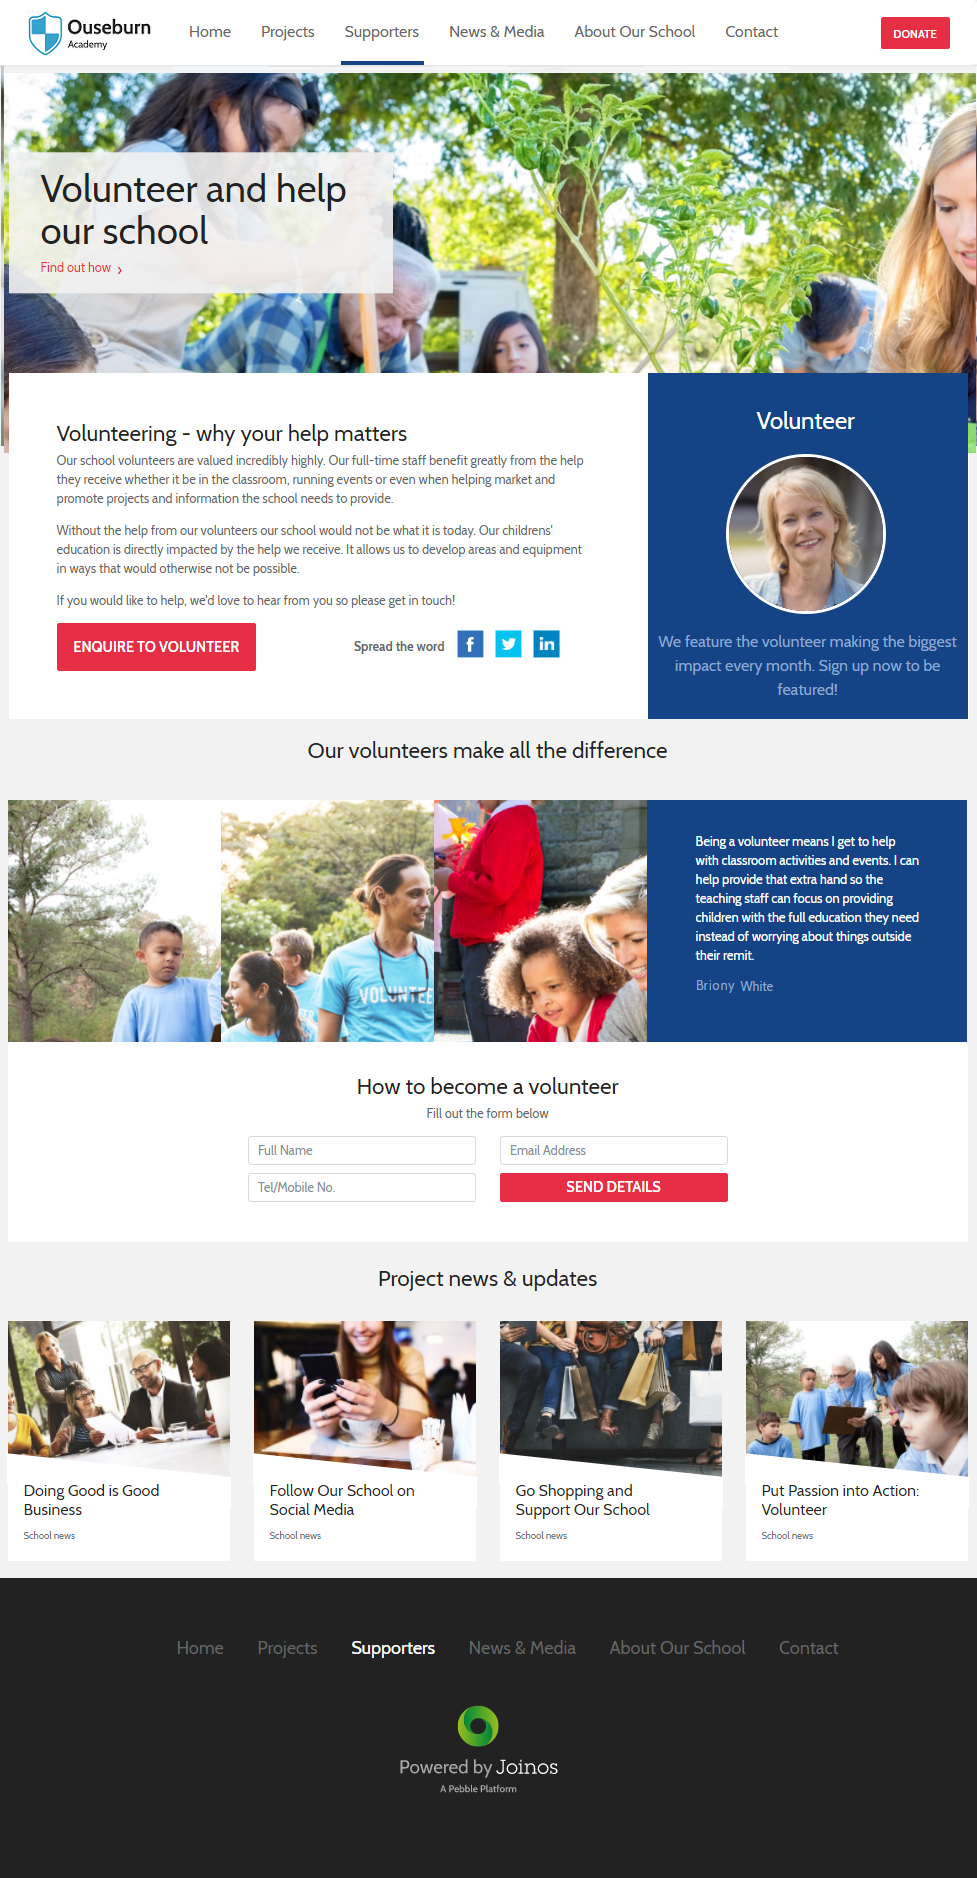 Ouseburn
Academy
Home Projects Supporters News & Media About Our School Contact
DONATE
Volunteer and help
our school
Find out how ›
Volunteering - why your help matters
Our school volunteers are valued incredibly highly. Our full-time staff benefit greatly from the help
they receive whether it be in the classroom, running events or even when helping market and
promote projects and information the school needs to provide.
Without the help from our volunteers our school would not be what it is today. Our childrens'
education is directly impacted by the help we receive. It allows us to develop areas and equipment
in ways that would otherwise not be possible.
If you would like to help, we'd love to hear from you so please get in touch!
ENQUIRE TO VOLUNTEER
Spread the word
Volunteer
We feature the volunteer making the biggest
impact every month. Sign up now to be
featured!
Our volunteers make all the difference
VOLUNTEE
Being a volunteer means I get to help
with classroom activities and events. I can
help provide that extra hand so the
teaching staff can focus on providing
children with the full education they need
instead of worrying about things outside
their remit.
Briony White
How to become a volunteer
Fill out the form below
Full Name
Email Address
Tel/Mobile No.
SEND DETAILS
Project news & updates
Doing Good is Good
Business
School news
Follow Our School on
Social Media
School news
Go Shopping and
Support Our School
School news
Put Passion into Action:
Volunteer
School news
Home Projects Supporters News & Media About Our School Contact
Powered by Joinos
A Pebble Platform